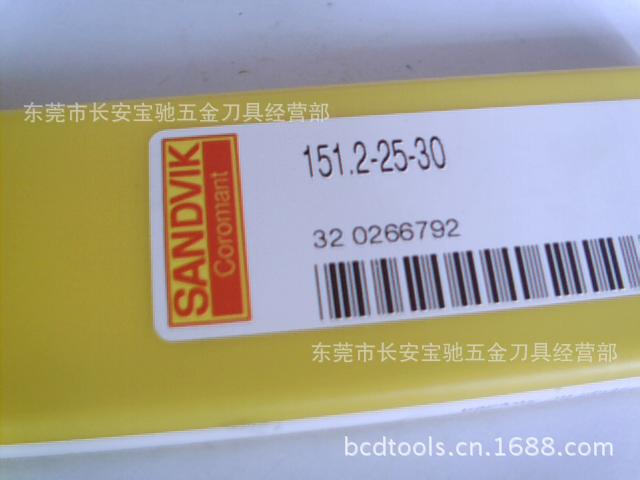 东莞市长安宝驰五金刀具经营部
151.2-25-30
SANDVIK
Coromant
32 0266792
东莞市长安宝驰五金刀具经营部
bcdtools.cn.1688.com